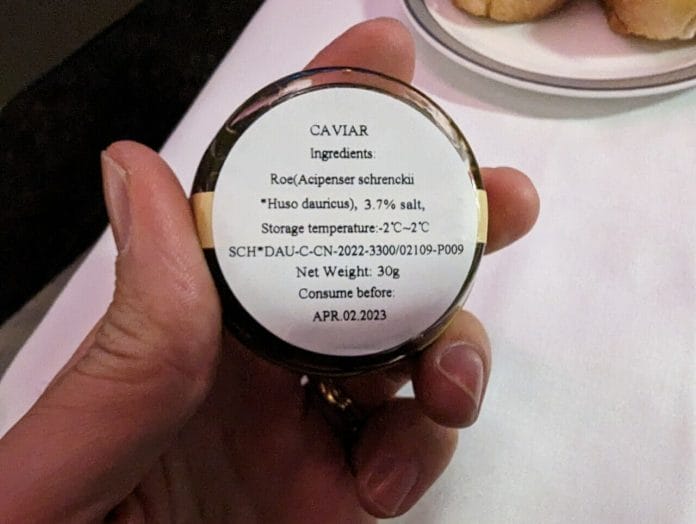 CAVIAR
Ingredients:
Roe(Acipenser schrenckii
*Huso dauricus), 3.7% salt,
Storage temperature:-2℃~2℃
SCH*DAU-C-CN-2022-3300/02109-P009
Net Weight: 30g
Consume before:
APR.02.2023